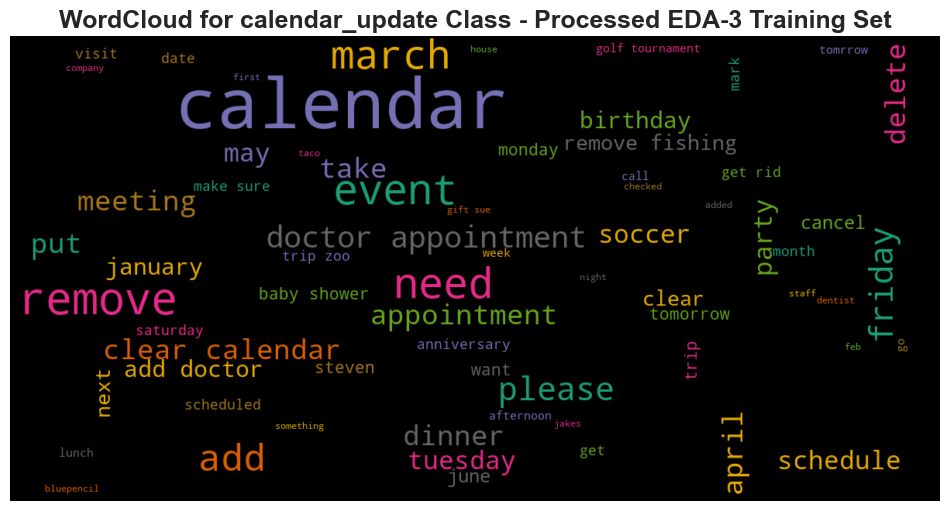 WordCloud for calendar_update Class - Processed EDA-3 Training Set
visit
date
march
house
golf tournament
tomrrow
company
first
mark
delete
calendar
birthday
remove fishing
may
taco
take
monday
get rid
make sure
event
call
checked
meeting
gift sue
added
party
cancel
put
doctor appointment
soccer
friday
trip zoo
week
month
january
need
night
remove
baby shower
clear
staff
dentist
appointment
tomorrow
saturday
clear calendar
anniversary
trip
feb
go
add doctor
steven
want
next
please
scheduled
afternoon
something
jakes
april
dinner
lunch
add
tuesday
get
schedule
june
bluepencil